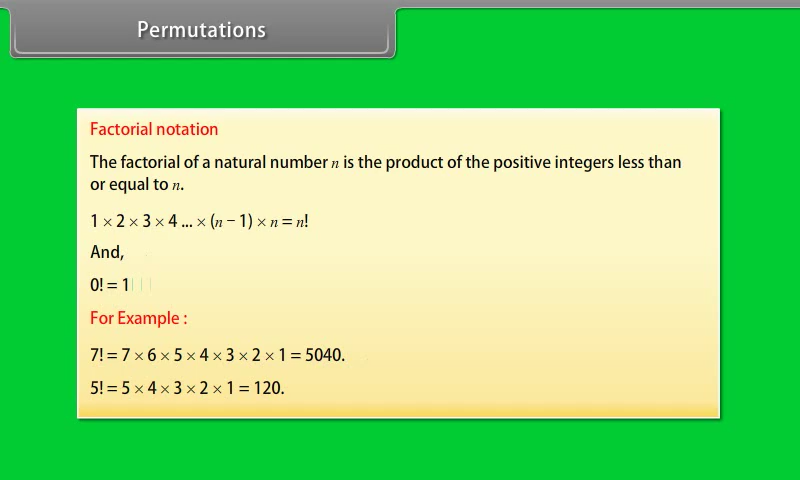 Permutations
Factorial notation
The factorial of a natural number n is the product of the positive integers less than
or equal to n.
1 × 2 × 3 × 4 ... × (n − 1) × n = n!
And,
0! = 1
For Example :
7! = 7 × 6 × 5 × 4 × 3 × 2 × 1 = 5040.
5! = 5 × 4 × 3 × 2 × 1 = 120.